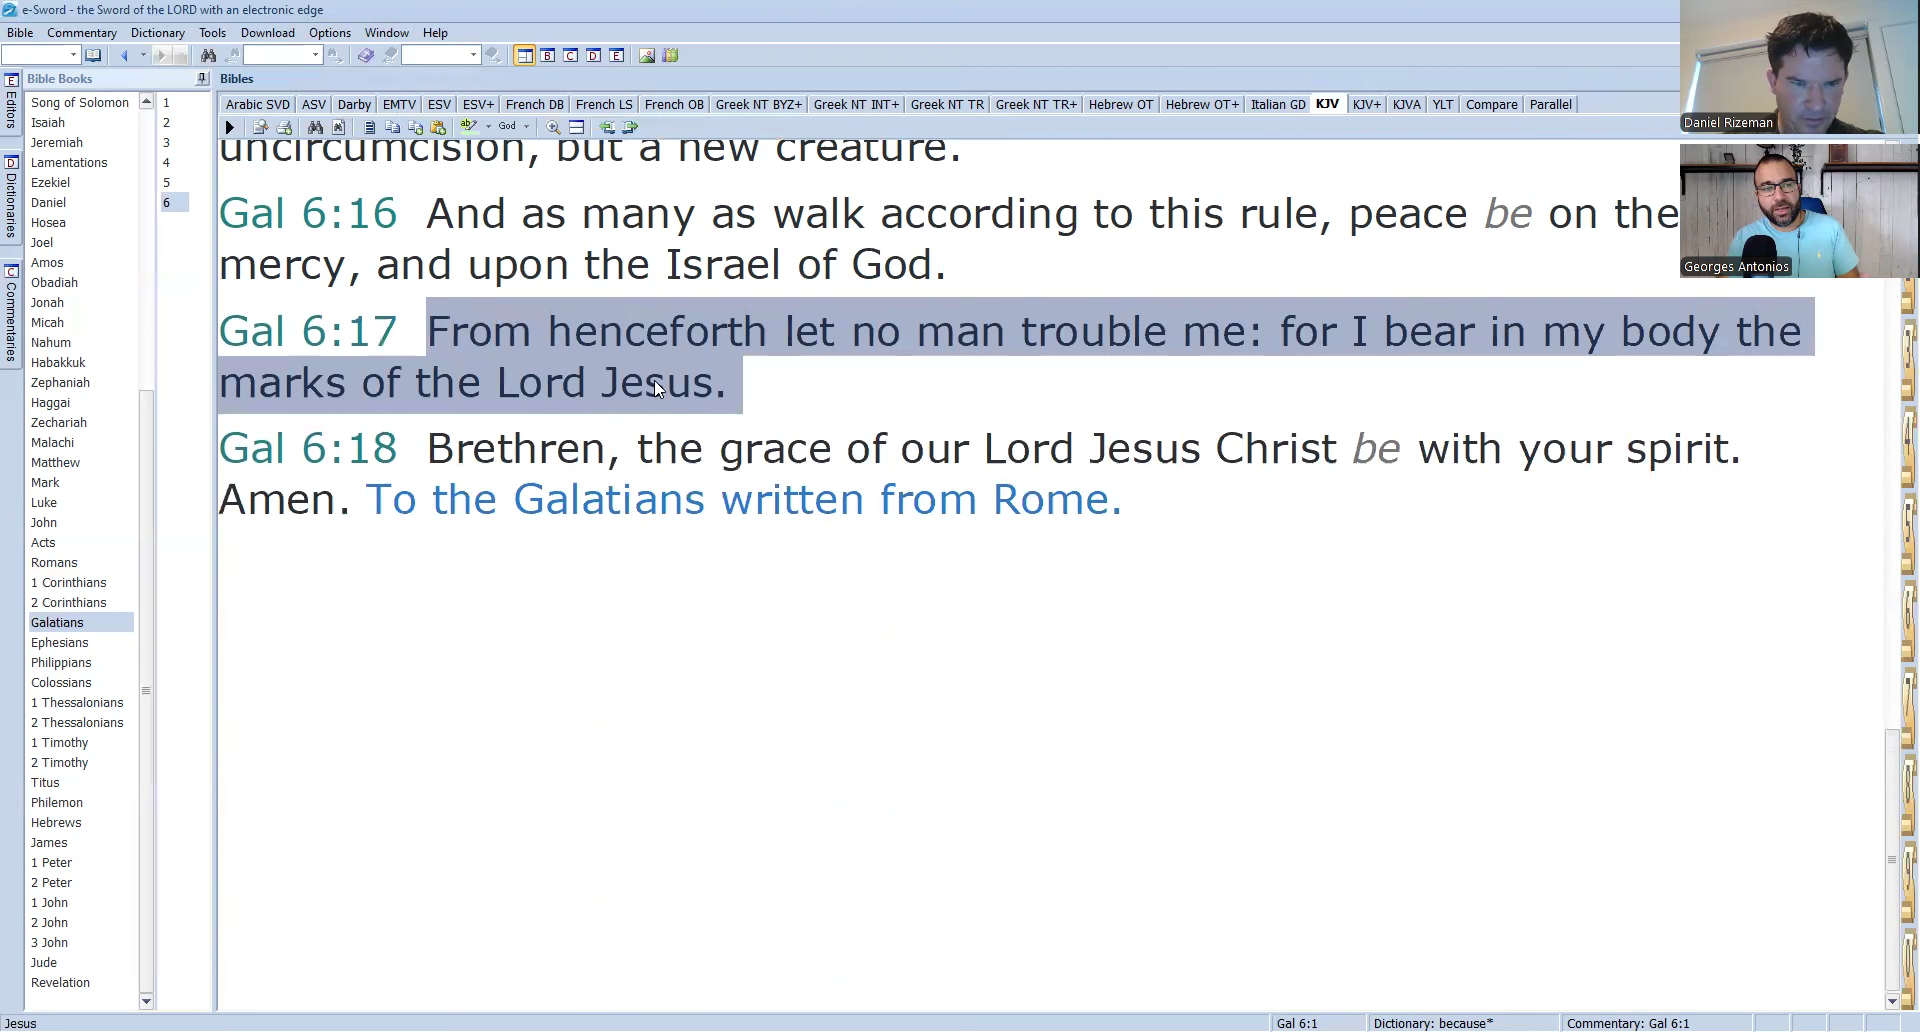 e-Sword - the Sword of the LORD with an electronic edge
Bible Commentary Dictionary Tools Download Options Window Help
B C D E
Bible Books
Bibles
E Editors
D Dictionaries
C Commentaries
Arabic SVD ASV Darby EMTV ESV ESV+ French DB French LS French OB Greek NT BYZ+ Greek NT INT+ Greek NT TR Greek NT TR+ Hebrew OT Hebrew OT+ Italian GD KJV KJV+ KJVA YLT Compare Parallel
God
Song of Solomon 1
Isaiah 2
Jeremiah 3
Lamentations 4
Ezekiel 5
Daniel 6
Hosea
Joel
Amos
Obadiah
Jonah
Micah
Nahum
Habakkuk
Zephaniah
Haggai
Zechariah
Malachi
Matthew
Mark
Luke
John
Acts
Romans
1 Corinthians
2 Corinthians
Galatians
Ephesians
Philippians
Colossians
1 Thessalonians
2 Thessalonians
1 Timothy
2 Timothy
Titus
Philemon
Hebrews
James
1 Peter
2 Peter
1 John
2 John
3 John
Jude
Revelation
uncircumcision, but a new creature.
Gal 6:16 And as many as walk according to this rule, peace be on the
mercy, and upon the Israel of God.
Gal 6:17 From henceforth let no man trouble me: for I bear in my body the
marks of the Lord Jesus.
Gal 6:18 Brethren, the grace of our Lord Jesus Christ be with your spirit.
Amen. To the Galatians written from Rome.
Daniel Rizeman
Georges Antonios
Jesus Gal 6:1 Dictionary: because* Commentary: Gal 6:1